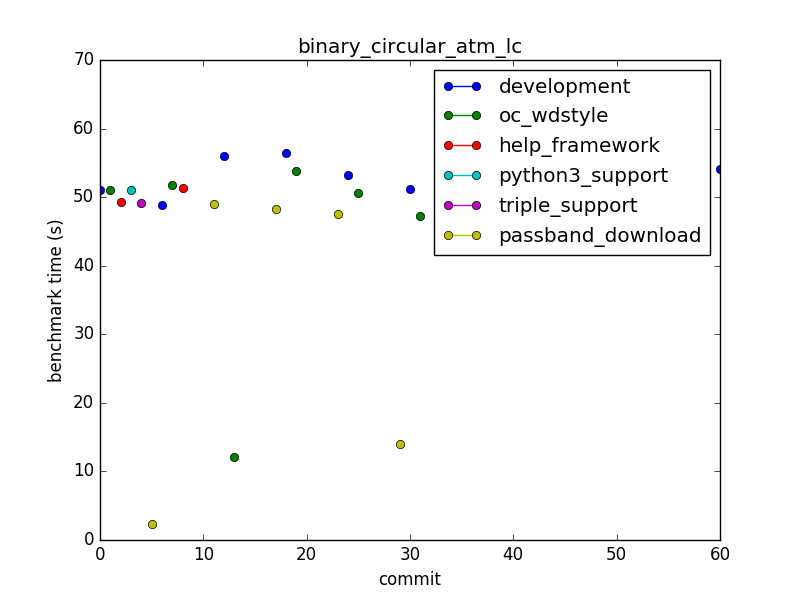 binary_circular_atm_lc
development
oc_wdstyle
help_framework
python3_support
triple_support
passband_download
benchmark time (s)
70
60
50
40
30
20
10
0
0 10 20 30 40 50 60
commit